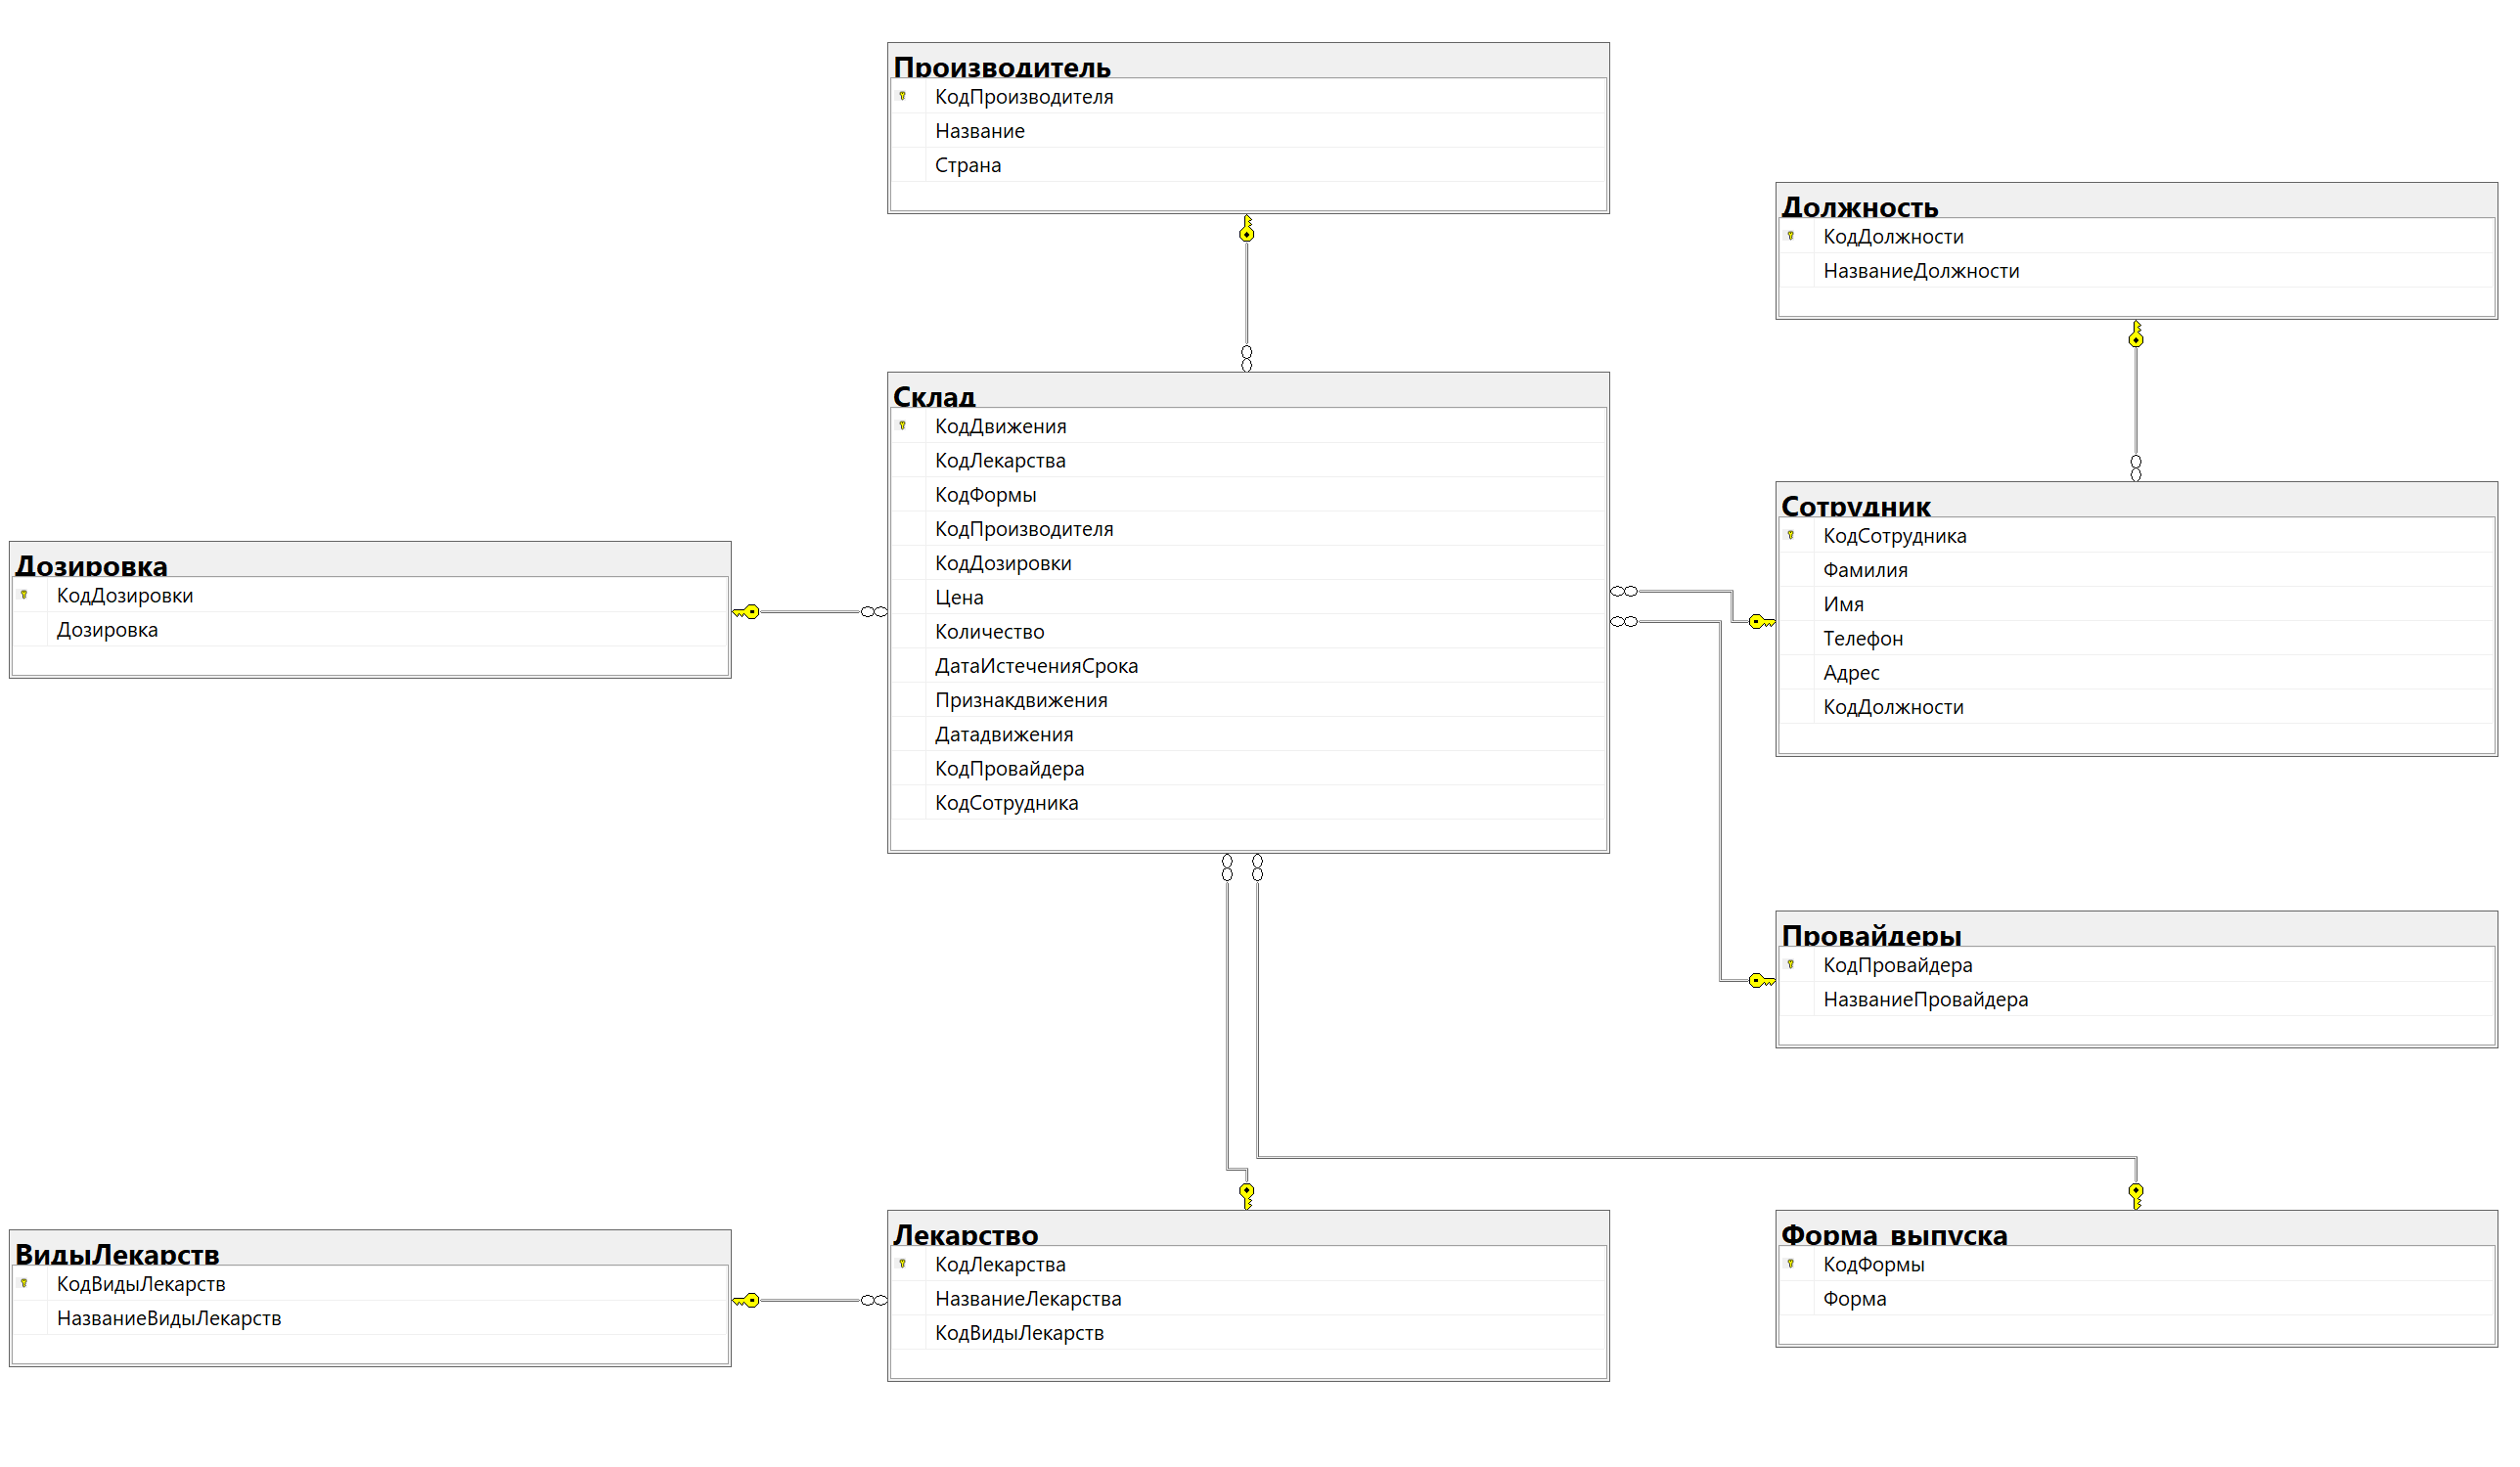 Производитель
КодПроизводителя
Название
Страна
Должность
КодДолжности
НазваниеДолжности
Склад
КодДвижения
КодЛекарства
КодФормы
КодПроизводителя
КодДозировки
Цена
Количество
ДатаИстеченияСрока
Признакдвижения
Датадвижения
КодПровайдера
КодСотрудника
Сотрудник
КодСотрудника
Фамилия
Имя
Телефон
Адрес
КодДолжности
Дозировка
КодДозировки
Дозировка
Провайдеры
КодПровайдера
НазваниеПровайдера
ВидыЛекарств
КодВидыЛекарств
НазваниеВидыЛекарств
Лекарство
КодЛекарства
НазваниеЛекарства
КодВидыЛекарств
Форма_выпуска
КодФормы
Форма